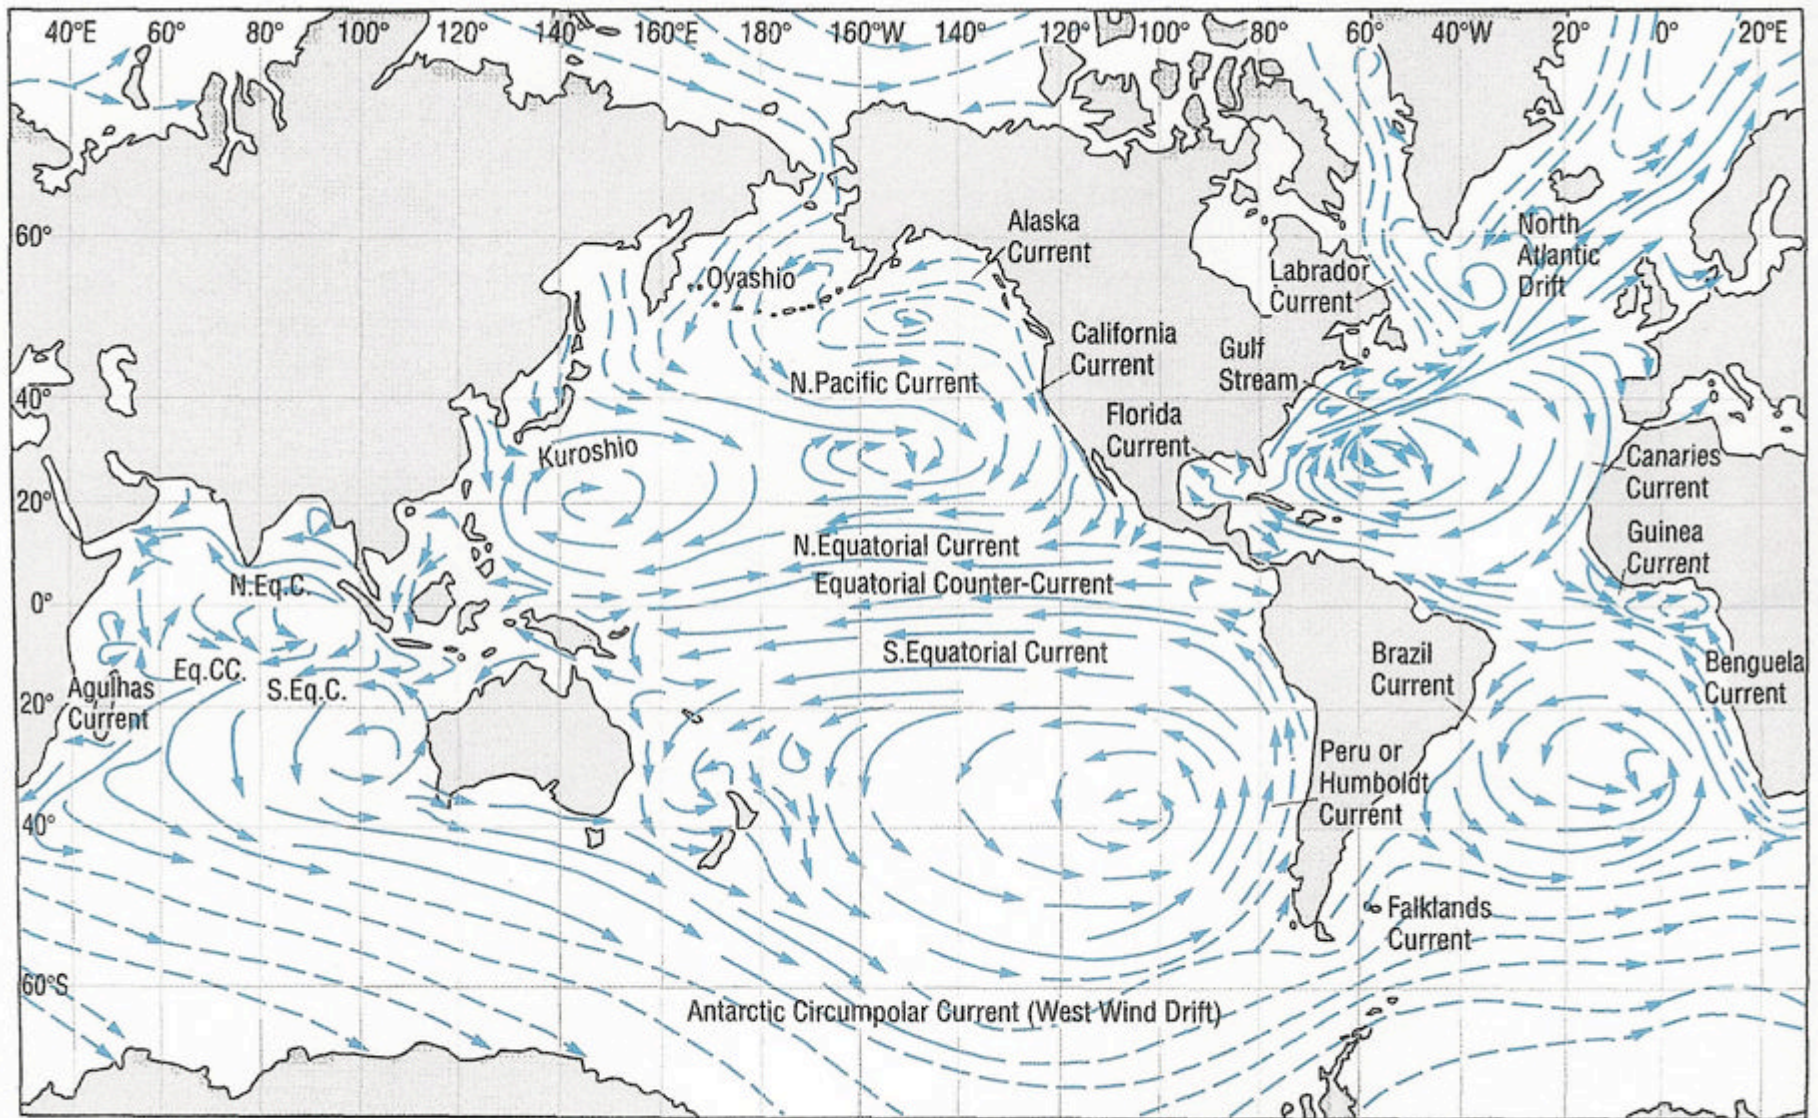 40°E 60° 80° 100° 120° 140° 160°E 180° 160°W 140° 120° 100° 80° 60° 40°W 20° 0° 20°E
60°
Alaska
Current
North
Atlantic
Drift
Oyashio
Labrador
Current
California
Current
Gulf
Stream
N.Pacific Current
40°
Florida
Current
Kuroshio
Canaries
Current
20°
Guinea
Current
N.Equatorial Current
N.Eq.C.
Equatorial Counter-Current
0°
S.Equatorial Current
Brazil
Current
Benguela
Current
Eq.CC.
S.Eq.C.
Agulhas
Current
20°
Peru or
Humboldt
Current
40°
Falklands
Current
60°S
Antarctic Circumpolar Current (West Wind Drift)